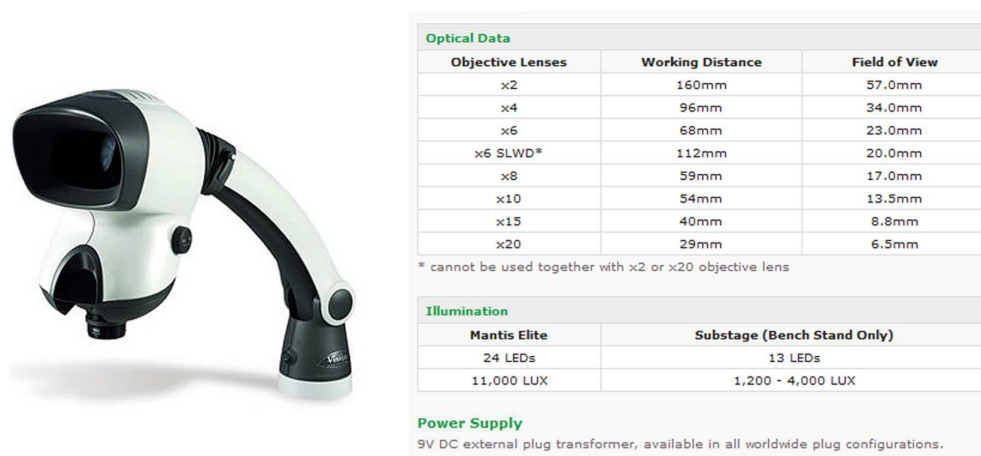 Optical Data
Objective Lenses Working Distance Field of View
x2 160mm 57.0mm
x4 96mm 34.0mm
x6 68mm 23.0mm
x6 SLWD* 112mm 20.0mm
x8 59mm 17.0mm
x10 54mm 13.5mm
x15 40mm 8.8mm
x20 29mm 6.5mm
* cannot be used together with x2 or x20 objective lens
Illumination
Mantis Elite Substage (Bench Stand Only)
24 LEDs 13 LEDs
11,000 LUX 1,200 - 4,000 LUX
Power Supply
9V DC external plug transformer, available in all worldwide plug configurations.